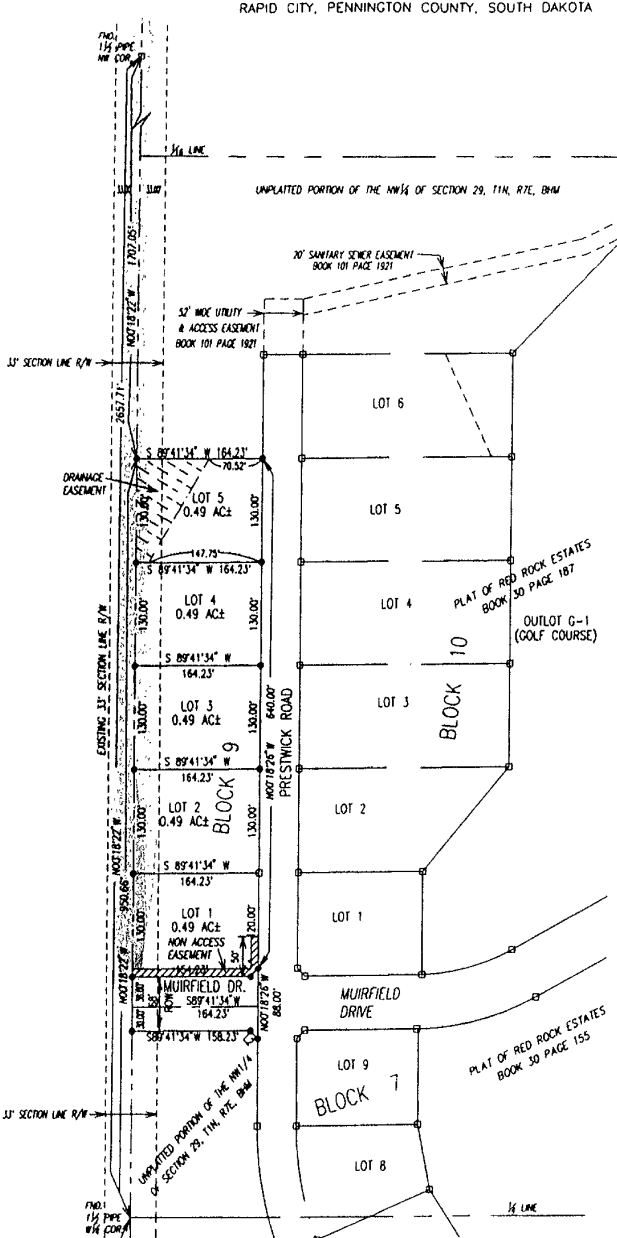 RAPID CITY, PENNINGTON COUNTY, SOUTH DAKOTA
FND.
1½ PIPE
NW COR.
1/16 LINE
33.00'
UNPLATTED PORTION OF THE NW¼ OF SECTION 29, T1N, R7E, BHM
1707.05'
N00°18'22"W
20' SANITARY SEWER EASEMENT
BOOK 101 PAGE 1921
52' WIDE UTILITY
& ACCESS EASEMENT
BOOK 101 PAGE 1921
33' SECTION LINE R/W
2657.71'
LOT 6
S 89°41'34" W 164.23'
70.52'
DRAINAGE
EASEMENT
LOT 5
0.49 AC±
130.00'
130.00'
LOT 5
147.75'
S 89°41'34" W 164.23'
PLAT OF RED ROCK ESTATES
BOOK 30 PAGE 187
LOT 4
0.49 AC±
130.00'
130.00'
LOT 4
OUTLOT G-1
(GOLF COURSE)
EXISTING 33' SECTION LINE R/W
S 89°41'34" W
164.23'
640.00'
N00°18'26"W
PRESTWICK ROAD
LOT 3
0.49 AC±
130.00'
130.00'
LOT 3
BLOCK 10
BLOCK 9
S 89°41'34" W
164.23'
LOT 2
0.49 AC±
130.00'
130.00'
LOT 2
N00°18'22"W
950.66'
S 89°41'34" W
164.23'
LOT 1
0.49 AC±
130.00'
120.00'
LOT 1
NON ACCESS
EASEMENT
50'
N00°18'22"W
MUIRFIELD DR.
S89°41'34"W
164.23'
68'
ROW
30.00'
N00°18'26"W
88.00'
MUIRFIELD
DRIVE
S89°41'34"W 158.23'
PLAT OF RED ROCK ESTATES
BOOK 30 PAGE 155
LOT 9
BLOCK 7
UNPLATTED PORTION OF THE NW1/4
OF SECTION 29, T1N, R7E, BHM
33' SECTION LINE R/W
LOT 8
FND.
1½ PIPE
W¼ COR.
¼ LINE